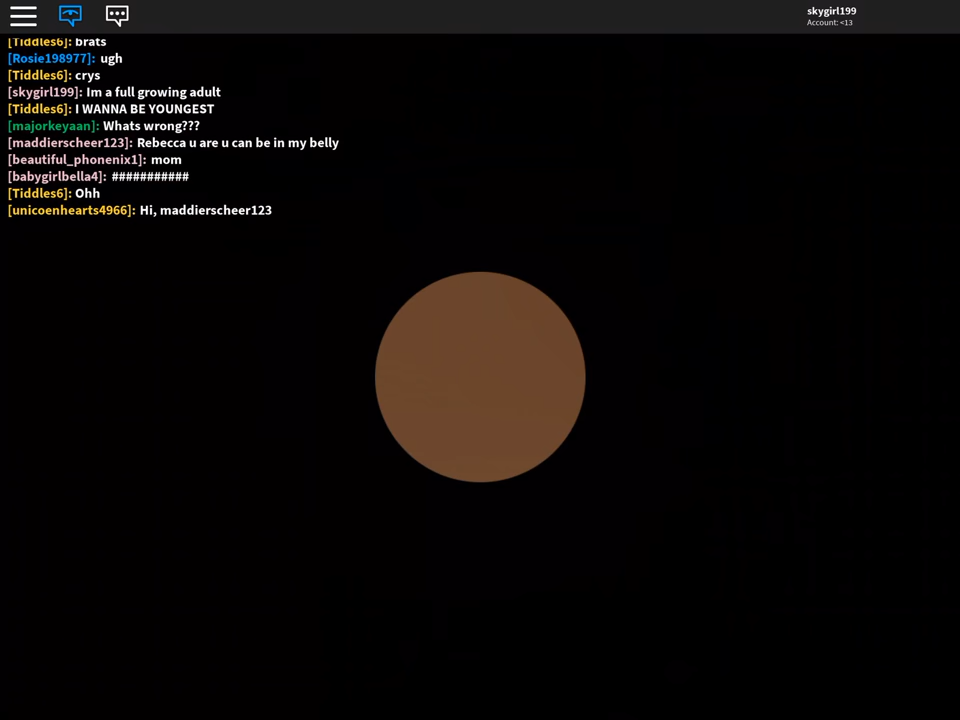 skygirl199
Account: <13
[Tiddles6]: brats
[Rosie198977]: ugh
[Tiddles6]: crys
[skygirl199]: Im a full growing adult
[Tiddles6]: I WANNA BE YOUNGEST
[majorkeyaan]: Whats wrong???
[maddierscheer123]: Rebecca u are u can be in my belly
[beautiful_phonenix1]: mom
[babygirlbella4]: ###########
[Tiddles6]: Ohh
[unicoenhearts4966]: Hi, maddierscheer123